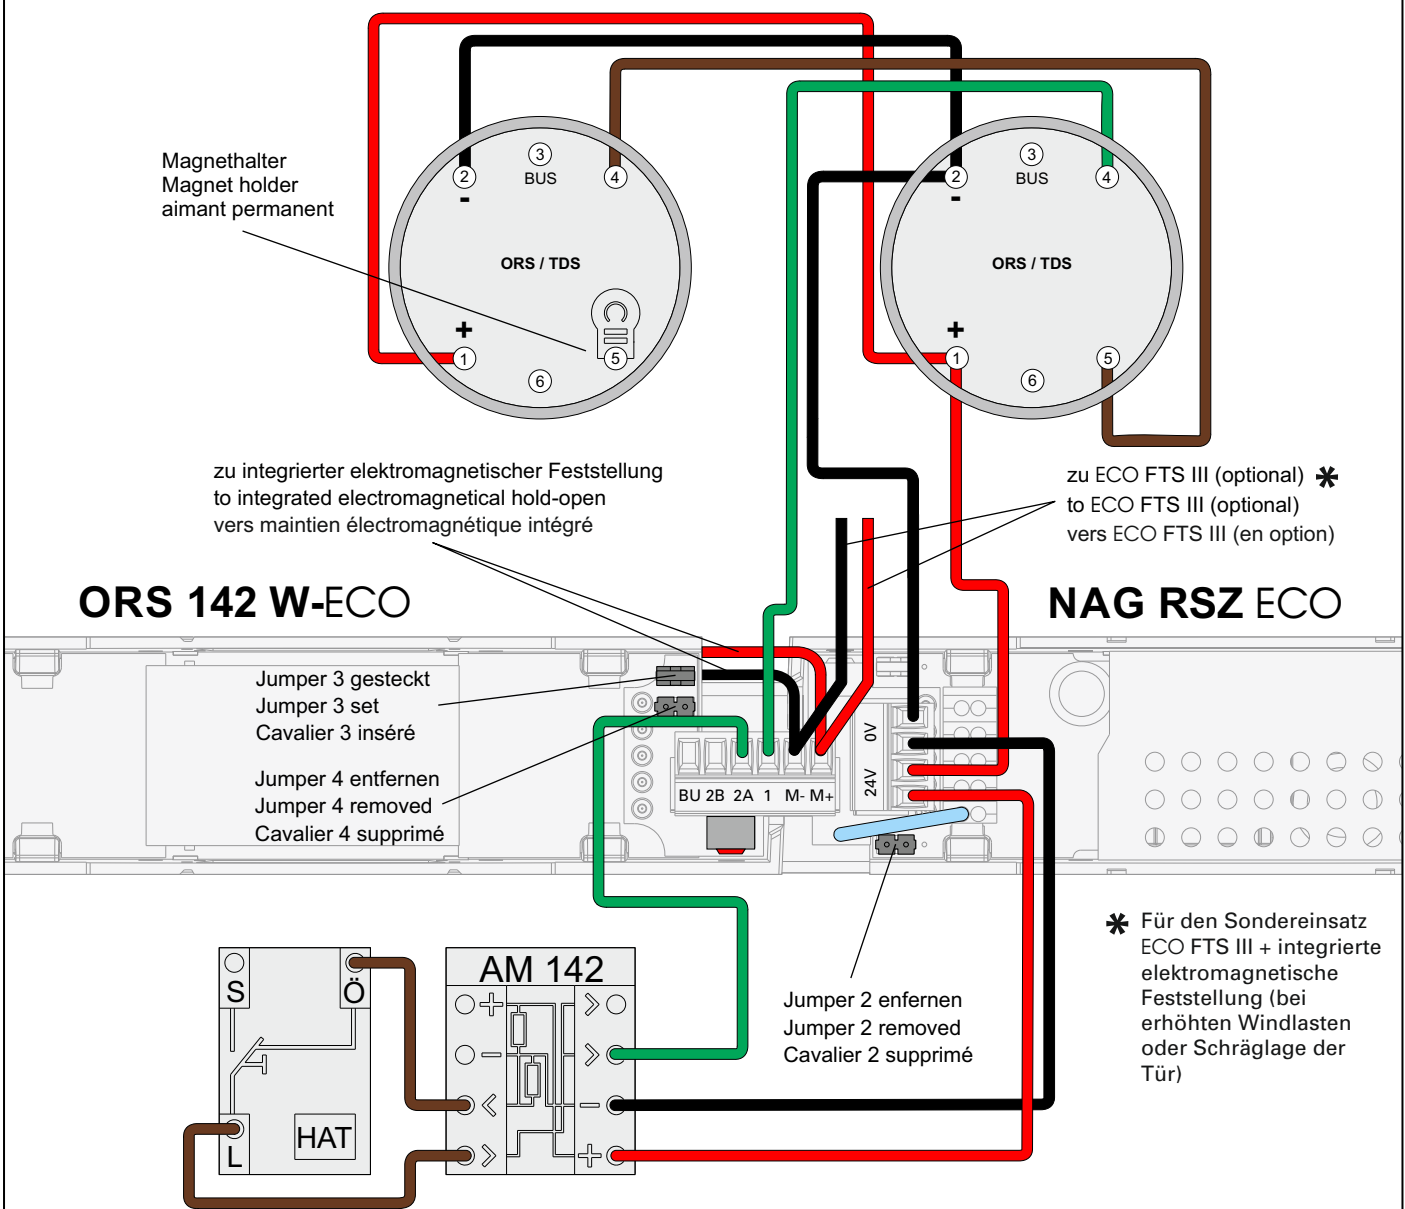 Magnethalter
Magnet holder
aimant permanent
2
-
3
BUS
4
ORS / TDS
+
1
5
6
2
-
3
BUS
4
ORS / TDS
+
1
5
6
zu integrierter elektromagnetischer Feststellung
to integrated electromagnetical hold-open
vers maintien électromagnétique intégré
zu ECO FTS III (optional) *
to ECO FTS III (optional)
vers ECO FTS III (en option)
ORS 142 W-ECO
NAG RSZ ECO
Jumper 3 gesteckt
Jumper 3 set
Cavalier 3 inséré
Jumper 4 entfernen
Jumper 4 removed
Cavalier 4 supprimé
BU 2B 2A 1 M- M+
0V
24V
Jumper 2 enfernen
Jumper 2 removed
Cavalier 2 supprimé
* Für den Sondereinsatz
ECO FTS III + integrierte
elektromagnetische
Feststellung (bei
erhöhten Windlasten
oder Schräglage der
Tür)
S
Ö
L
HAT
AM 142
+ >
- >
< -
> +